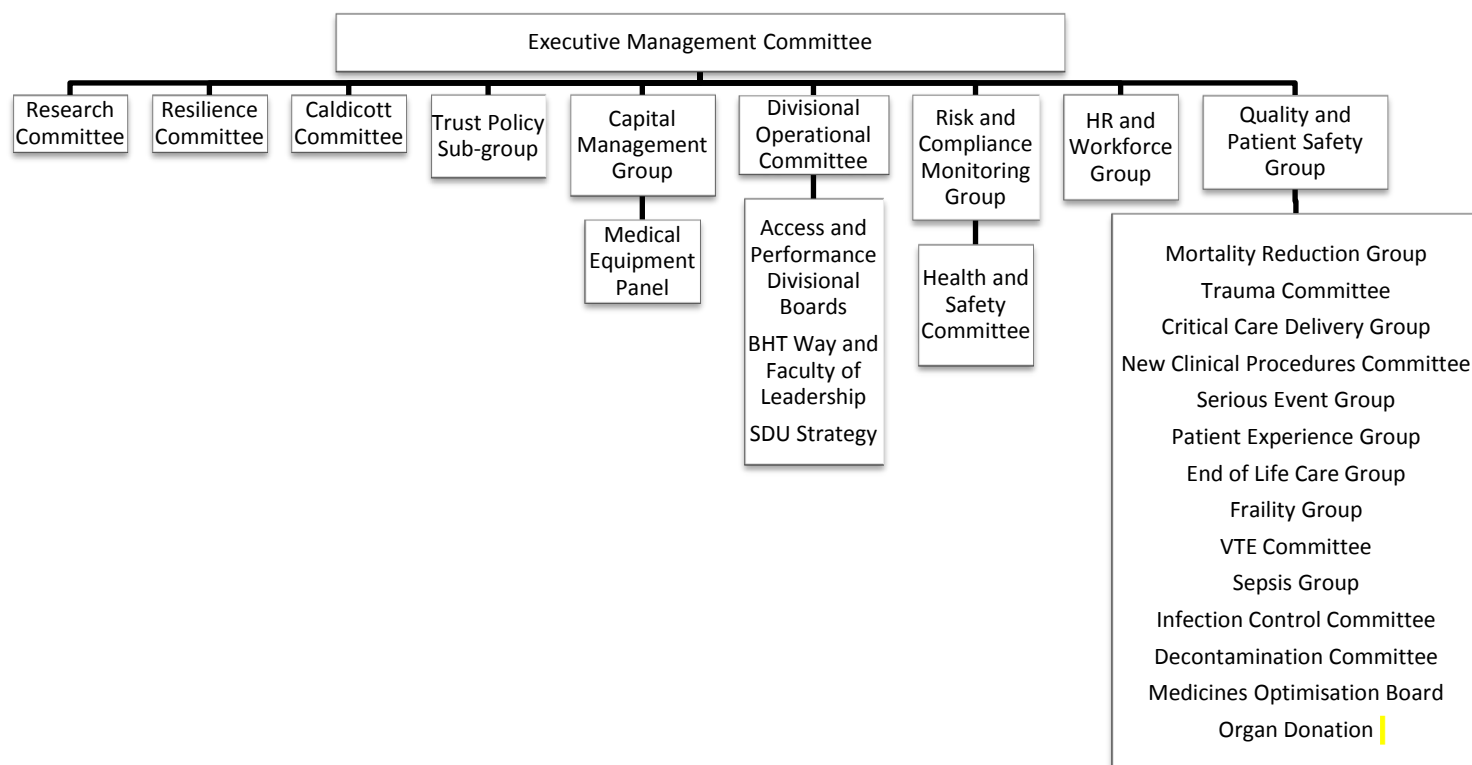 Executive Management Committee
Research
Committee
Resilience
Committee
Caldicott
Committee
Trust Policy
Sub-group
Capital
Management
Group
Divisional
Operational
Committee
Risk and
Compliance
Monitoring
Group
HR and
Workforce
Group
Quality and
Patient Safety
Group
Medical
Equipment
Panel
Access and
Performance
Divisional
Boards
BHT Way and
Faculty of
Leadership
SDU Strategy
Health and
Safety
Committee
Mortality Reduction Group
Trauma Committee
Critical Care Delivery Group
New Clinical Procedures Committee
Serious Event Group
Patient Experience Group
End of Life Care Group
Fraility Group
VTE Committee
Sepsis Group
Infection Control Committee
Decontamination Committee
Medicines Optimisation Board
Organ Donation